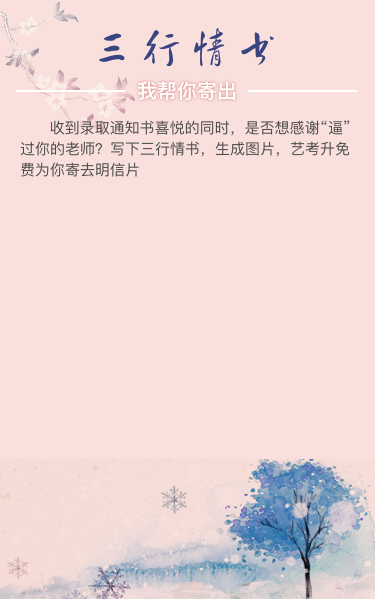 三行情书
我帮你寄出
收到录取通知书喜悦的同时，是否想感谢“逼”
过你的老师？写下三行情书，生成图片，艺考升免
费为你寄去明信片